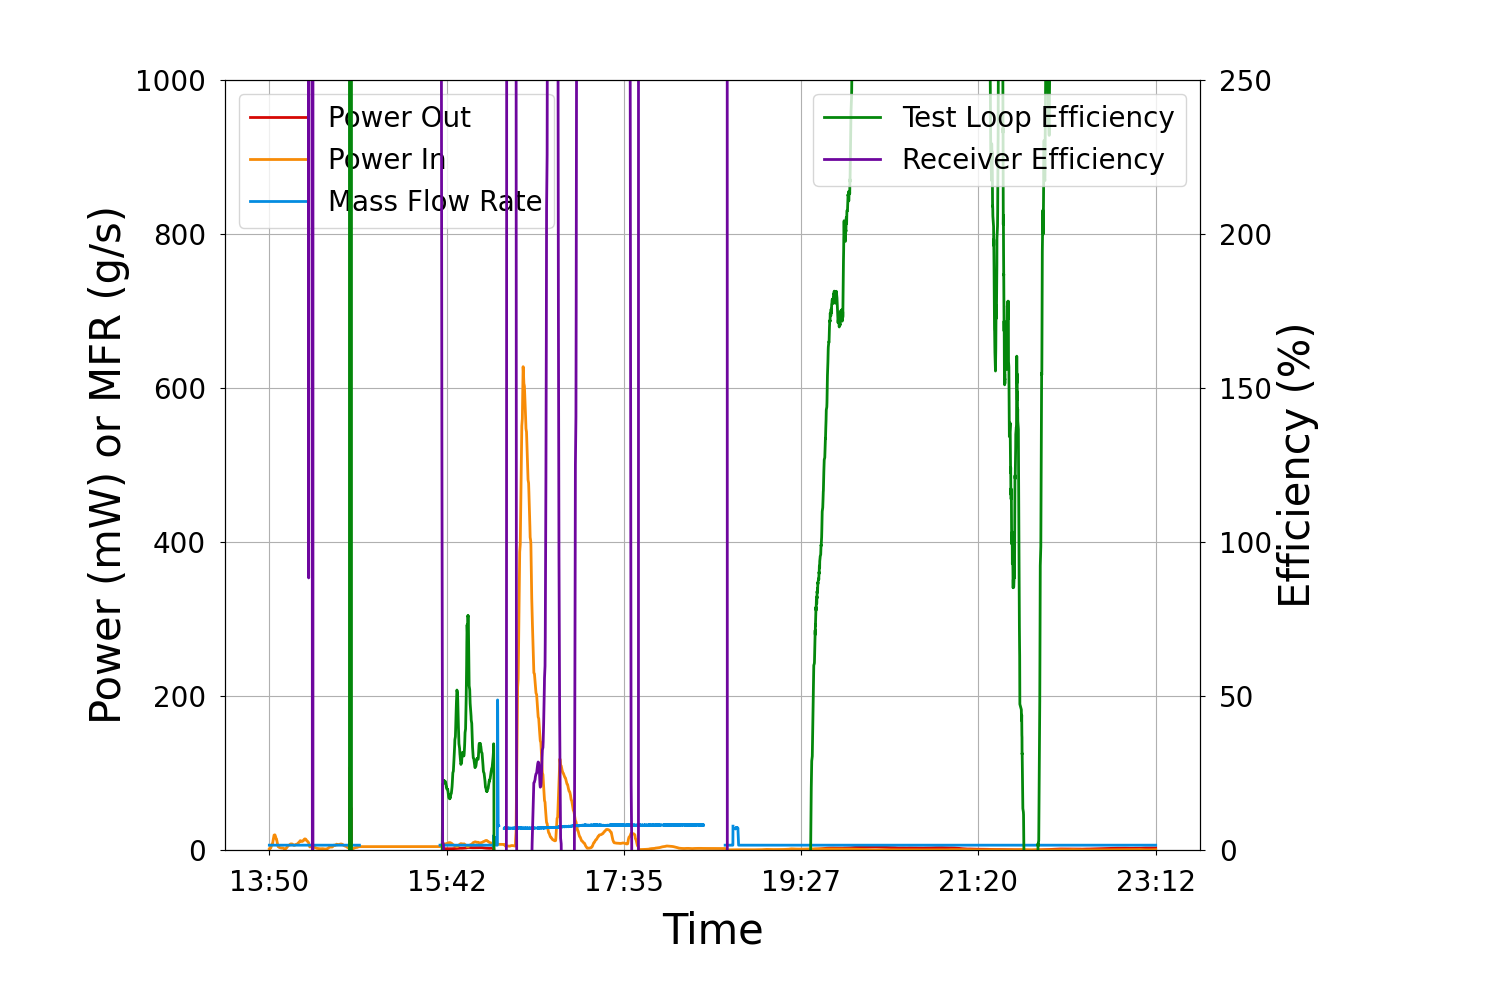 1000
800
600
400
200
0
Power (mW) or MFR (g/s)
Power Out
Power In
Mass Flow Rate
Test Loop Efficiency
Receiver Efficiency
250
200
150
100
50
0
Efficiency (%)
13:50 15:42 17:35 19:27 21:20 23:12
Time